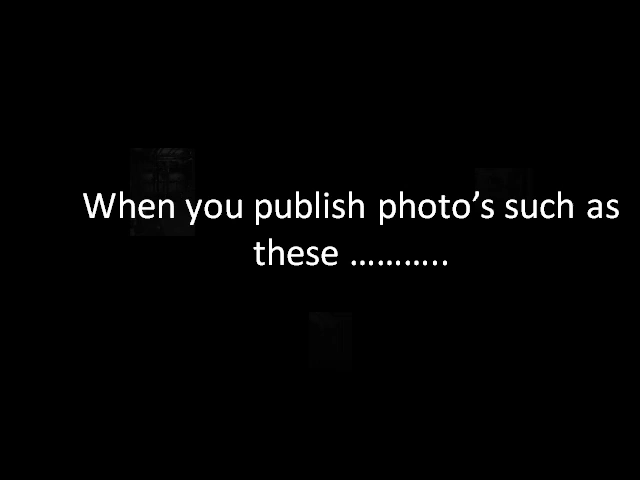 When you publish photo’s such as
these ………..